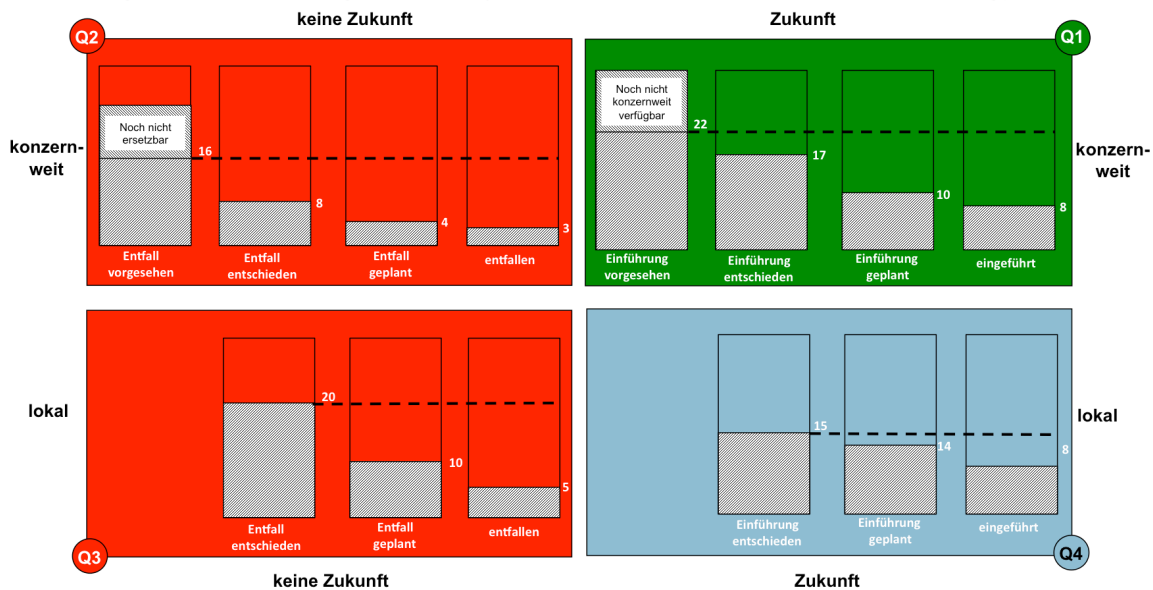 keine Zukunft
Zukunft
Q2
Q1
konzern-
weit
Noch nicht
ersetzbar
16
8
4
3
Entfall
vorgesehen
Entfall
entschieden
Entfall
geplant
entfallen
Noch nicht
konzernweit
verfügbar
22
17
10
8
Einführung
vorgesehen
Einführung
entschieden
Einführung
geplant
eingeführt
konzern-
weit
lokal
20
10
5
Entfall
entschieden
Entfall
geplant
entfallen
Q3
15
14
8
Einführung
entschieden
Einführung
geplant
eingeführt
lokal
Q4
keine Zukunft
Zukunft